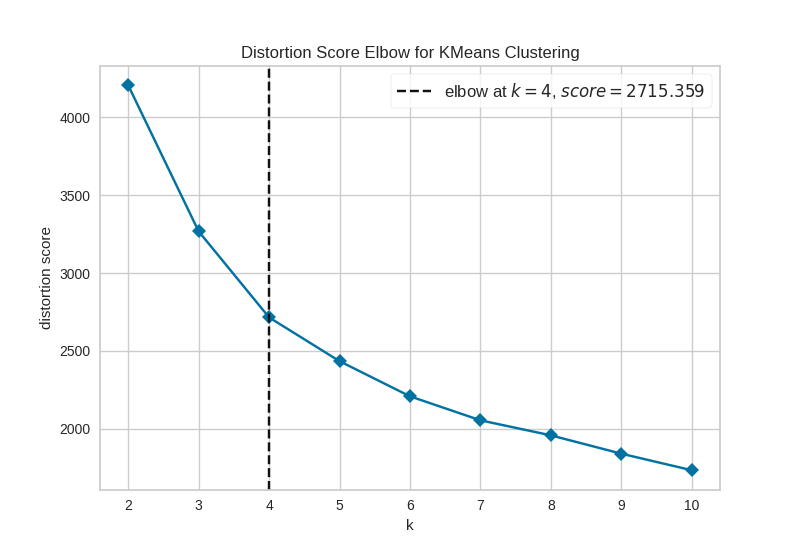 Distortion Score Elbow for KMeans Clustering
elbow at k = 4, score = 2715.359
4000
3500
3000
2500
2000
distortion score
2 3 4 5 6 7 8 9 10
k